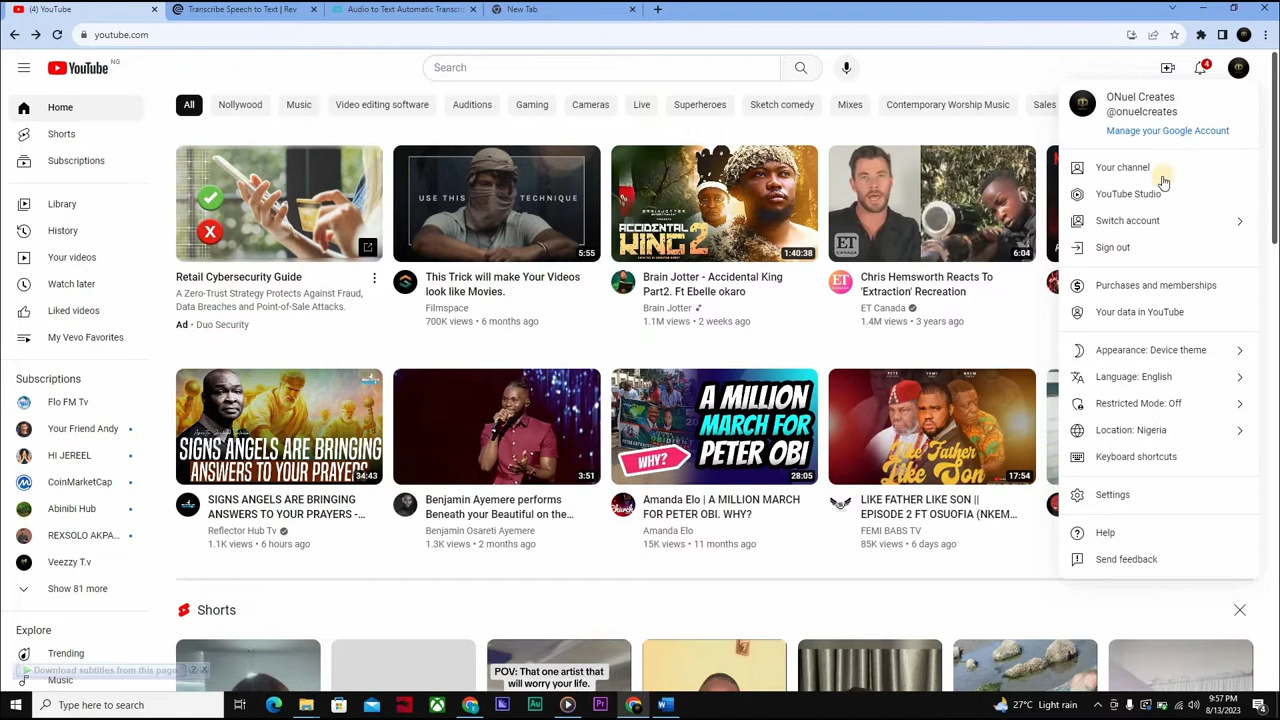 (4) YouTube
Transcribe Speech to Text | Rev
Audio to Text Automatic Transcri
New Tab
youtube.com
YouTube NG
Search
4
Home
Shorts
Subscriptions
Library
History
Your videos
Watch later
Liked videos
My Vevo Favorites
Subscriptions
Flo FM Tv
Your Friend Andy
HI JEREEL
CoinMarketCap
Abinibi Hub
REXSOLO AKPA...
Veezzy T.v
Show 81 more
Explore
Trending
Download subtitles from this page
Music
All
Nollywood
Music
Video editing software
Auditions
Gaming
Cameras
Live
Superheroes
Sketch comedy
Mixes
Contemporary Worship Music
Sales
Retail Cybersecurity Guide
A Zero-Trust Strategy Protects Against Fraud,
Data Breaches and Point-of-Sale Attacks.
Ad • Duo Security
USE THIS TECHNIQUE
5:55
This Trick will make Your Videos
look like Movies.
Filmspace
700K views • 6 months ago
ACCIDENTAL
KING 2
1:40:38
Brain Jotter - Accidental King
Part2. Ft Ebelle okaro
Brain Jotter
1.1M views • 2 weeks ago
ET
CANADA
6:04
Chris Hemsworth Reacts To
'Extraction' Recreation
ET Canada
1.4M views • 3 years ago
SIGNS ANGELS ARE BRINGING
ANSWERS TO YOUR PRAYERS
34:43
SIGNS ANGELS ARE BRINGING
ANSWERS TO YOUR PRAYERS -...
Reflector Hub Tv
1.1K views • 6 hours ago
3:51
Benjamin Ayemere performs
Beneath your Beautiful on the...
Benjamin Osareti Ayemere
1.3K views • 2 months ago
A MILLION
MARCH FOR
PETER OBI
WHY?
28:05
Amanda Elo | A MILLION MARCH
FOR PETER OBI. WHY?
Amanda Elo
15K views • 11 months ago
Like Father
Like Son
17:54
LIKE FATHER LIKE SON ||
EPISODE 2 FT OSUOFIA (NKEM...
FEMI BABS TV
85K views • 6 days ago
Shorts
POV: That one artist that
will worry your life.
ONuel Creates
@onuelcreates
Manage your Google Account
Your channel
YouTube Studio
Switch account
Sign out
Purchases and memberships
Your data in YouTube
Appearance: Device theme
Language: English
Restricted Mode: Off
Location: Nigeria
Keyboard shortcuts
Settings
Help
Send feedback
Type here to search
27°C Light rain
9:57 PM
8/13/2023